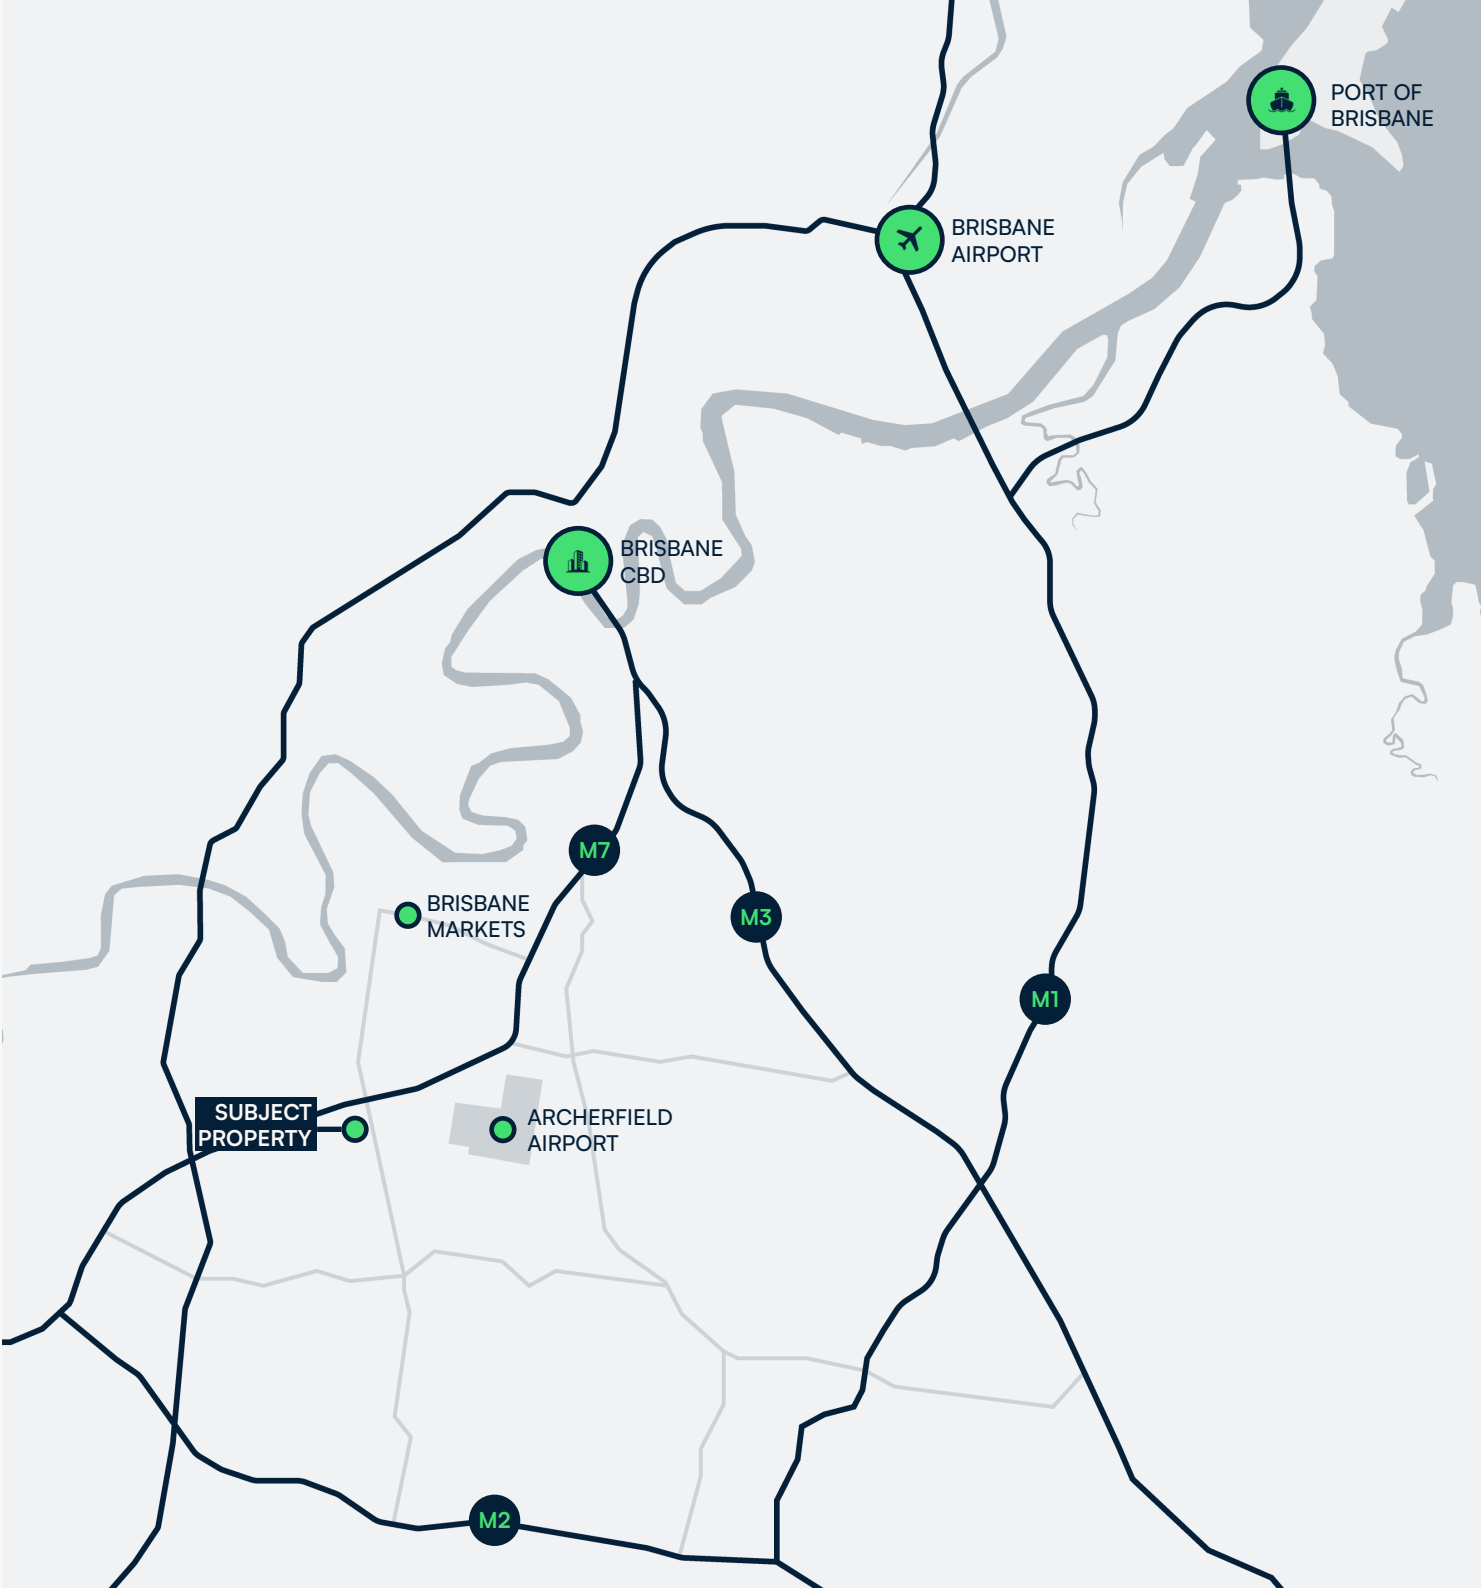 PORT OF
BRISBANE
BRISBANE
AIRPORT
BRISBANE
CBD
M7
BRISBANE
MARKETS
M3
M1
SUBJECT
PROPERTY
ARCHERFIELD
AIRPORT
M2